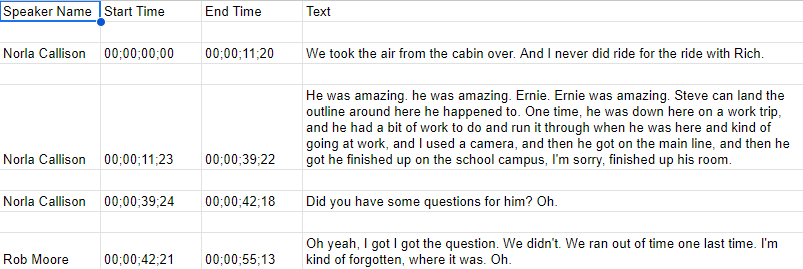 Speaker Name Start Time End Time Text
Norla Callison 00;00;00;00 00;00;11;20 We took the air from the cabin over. And I never did ride for the ride with Rich.
He was amazing. he was amazing. Ernie. Ernie was amazing. Steve can land the
outline around here he happened to. One time, he was down here on a work trip,
and he had a bit of work to do and run it through when he was here and kind of
going at work, and I used a camera, and then he got on the main line, and then he
Norla Callison 00;00;11;23 00;00;39;22 got he finished up on the school campus, I'm sorry, finished up his room.
Norla Callison 00;00;39;24 00;00;42;18 Did you have some questions for him? Oh.
Oh yeah, I got I got the question. We didn't. We ran out of time one last time. I'm
Rob Moore 00;00;42;21 00;00;55;13 kind of forgotten, where it was. Oh.